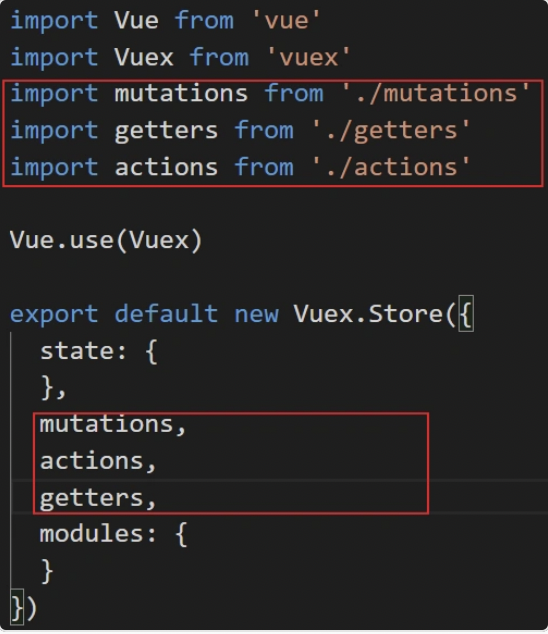 import Vue from 'vue'
import Vuex from 'vuex'
import mutations from './mutations'
import getters from './getters'
import actions from './actions'

Vue.use(Vuex)

export default new Vuex.Store({
  state: {
  },
  mutations,
  actions,
  getters,
  modules: {
  }
})